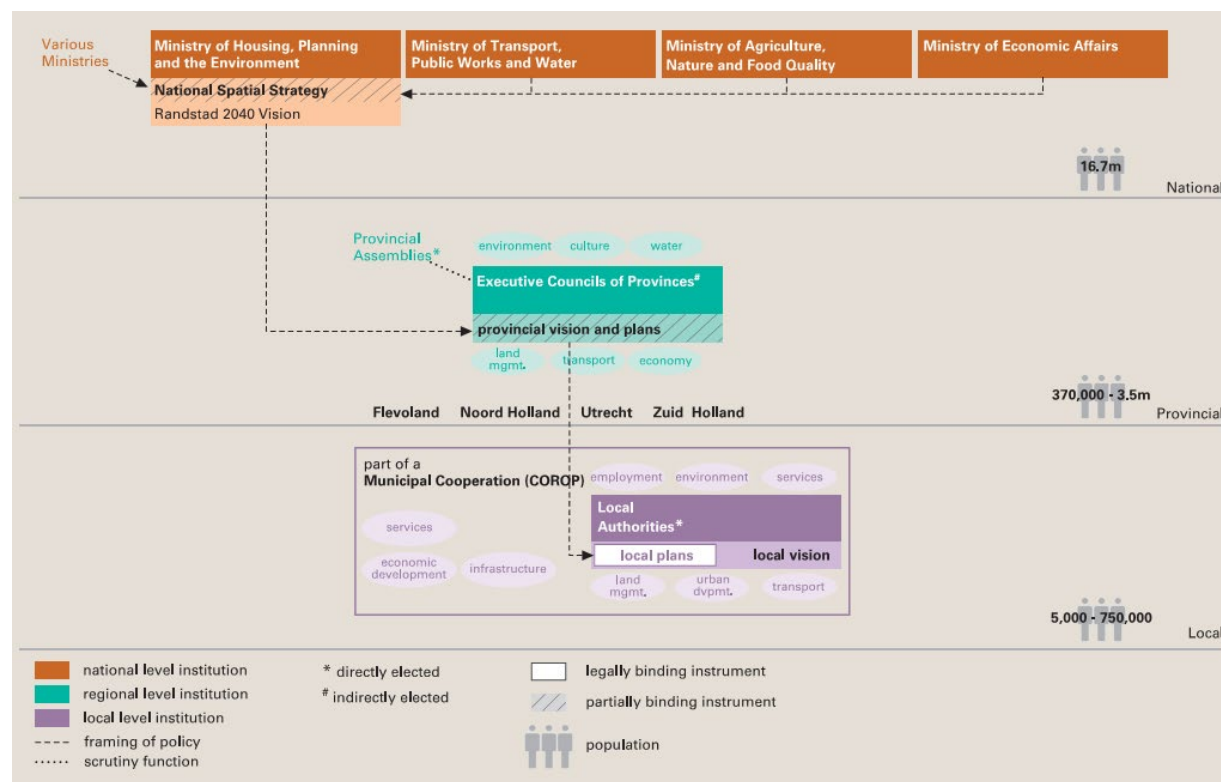 Various
Ministries
Ministry of Housing, Planning
and the Environment
Ministry of Transport,
Public Works and Water
Ministry of Agriculture,
Nature and Food Quality
Ministry of Economic Affairs
National Spatial Strategy
Randstad 2040 Vision
16.7m
National
Provincial
Assemblies*
environment culture water
Executive Councils of Provinces#
provincial vision and plans
land
mgmt.
transport
economy
370,000 - 3.5m
Provincial
Flevoland Noord Holland Utrecht Zuid Holland
part of a
Municipal Cooperation (COROP)
employment environment services
Local
Authorities*
services
local plans local vision
economic
development
infrastructure
land
mgmt.
urban
dvpmt.
transport
5,000 - 750,000
Local
national level institution
regional level institution
local level institution
framing of policy
scrutiny function
* directly elected
# indirectly elected
legally binding instrument
partially binding instrument
population